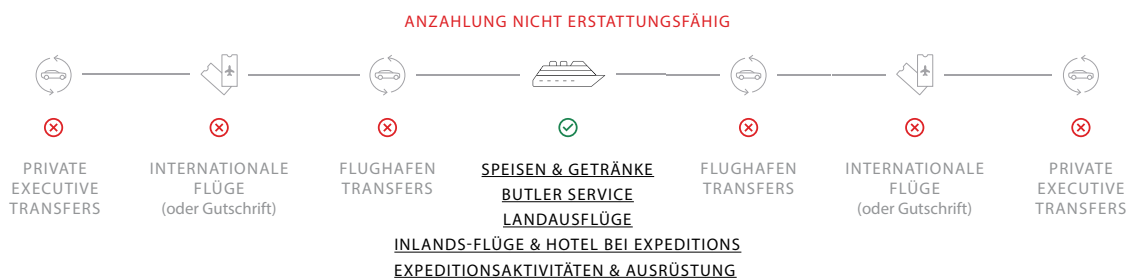 ANZAHLUNG NICHT ERSTATTUNGSFÄHIG
PRIVATE
EXECUTIVE
TRANSFERS
INTERNATIONALE
FLÜGE
(oder Gutschrift)
FLUGHAFEN
TRANSFERS
SPEISEN & GETRÄNKE
BUTLER SERVICE
LANDAUSFLÜGE
INLANDS-FLÜGE & HOTEL BEI EXPEDITIONS
EXPEDITIONSAKTIVITÄTEN & AUSRÜSTUNG
FLUGHAFEN
TRANSFERS
INTERNATIONALE
FLÜGE
(oder Gutschrift)
PRIVATE
EXECUTIVE
TRANSFERS